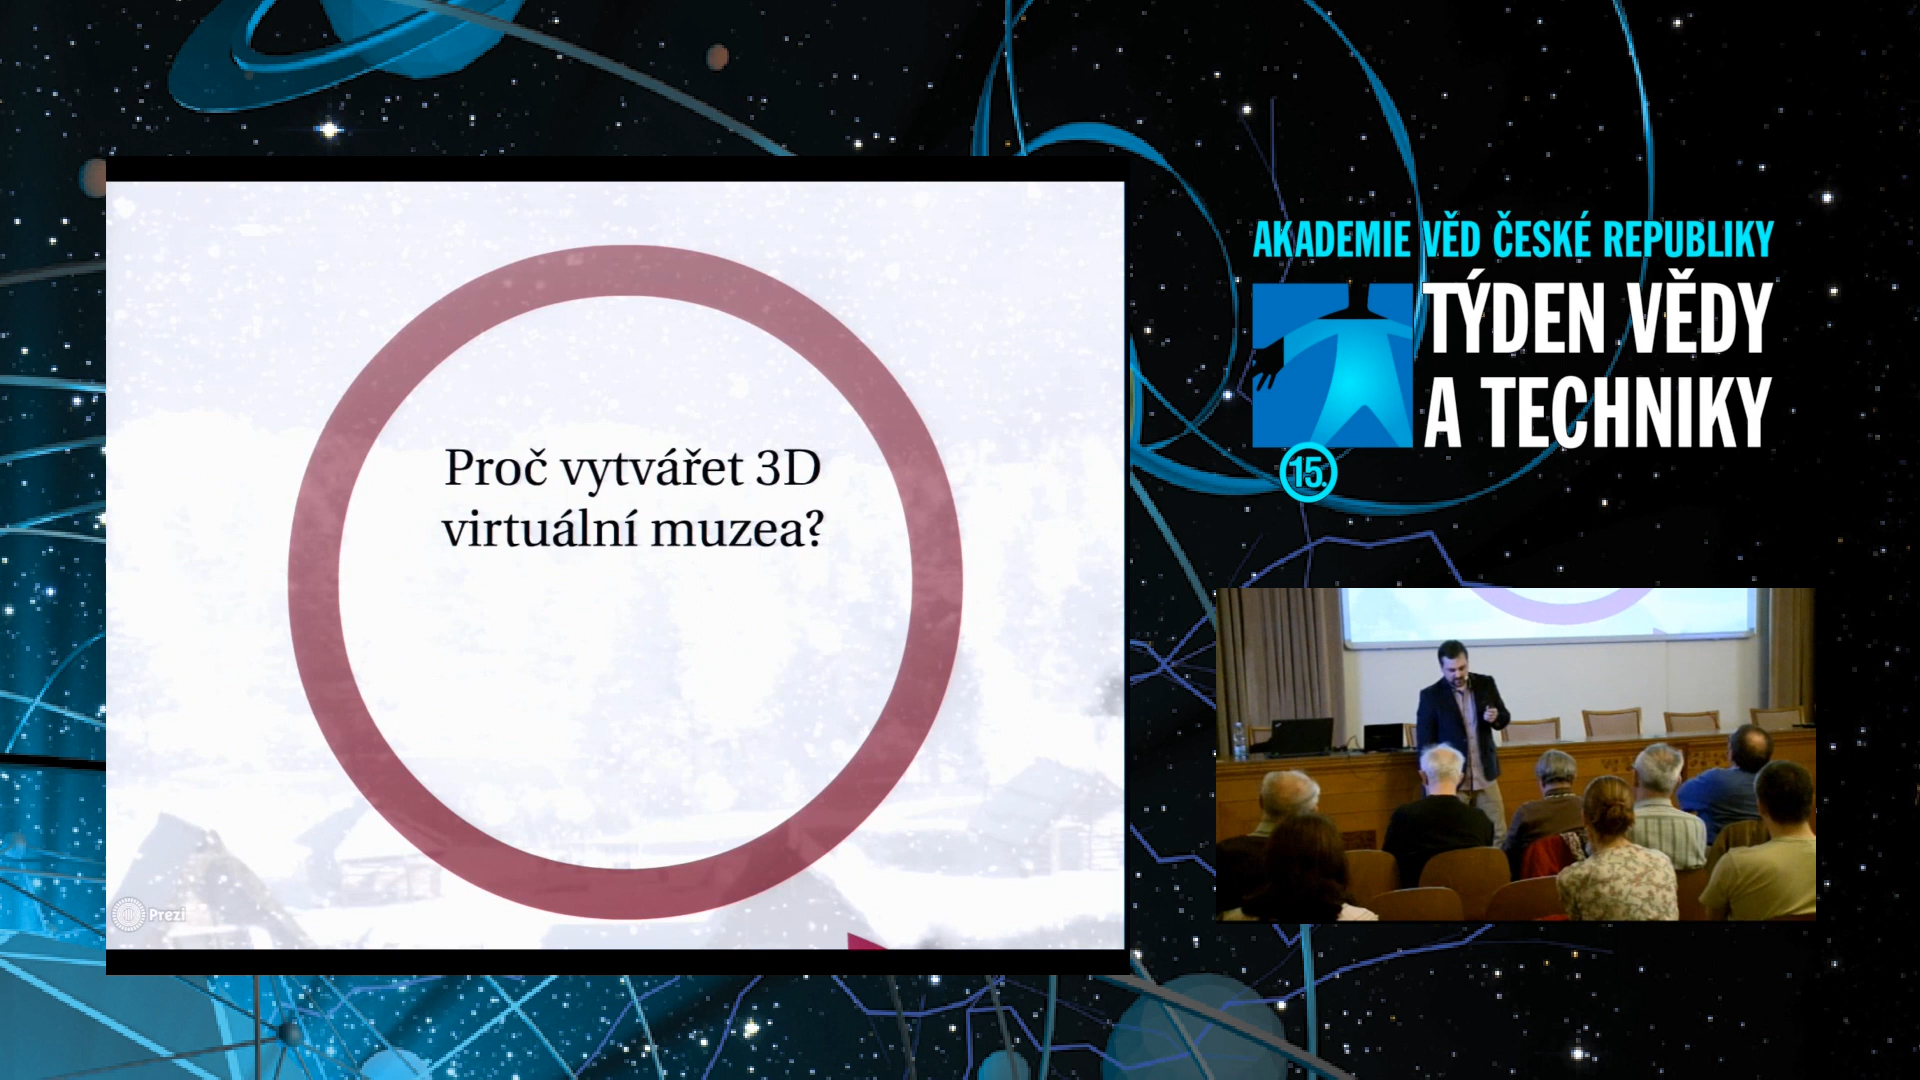 Proč vytvářet 3D
virtuální muzea?
Prezi
AKADEMIE VĚD ČESKÉ REPUBLIKY
TÝDEN VĚDY
A TECHNIKY
15.